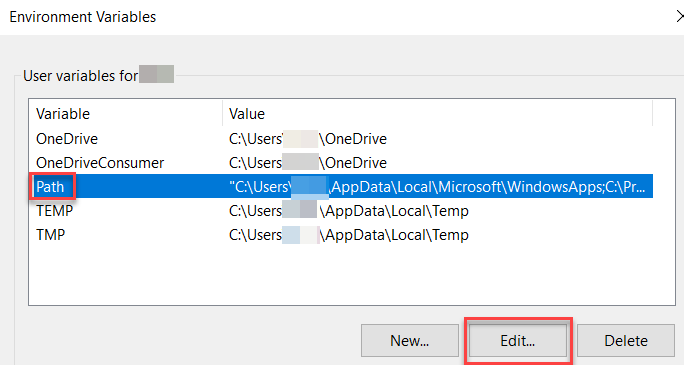 Environment Variables
User variables for
Variable Value
OneDrive C:\Users \OneDrive
OneDriveConsumer C:\Users \OneDrive
Path "C:\Users\ AppData\Local\Microsoft\WindowsApps;C:\Pr...
TEMP C:\Users \AppData\Local\Temp
TMP C:\Users \AppData\Local\Temp
New... Edit... Delete